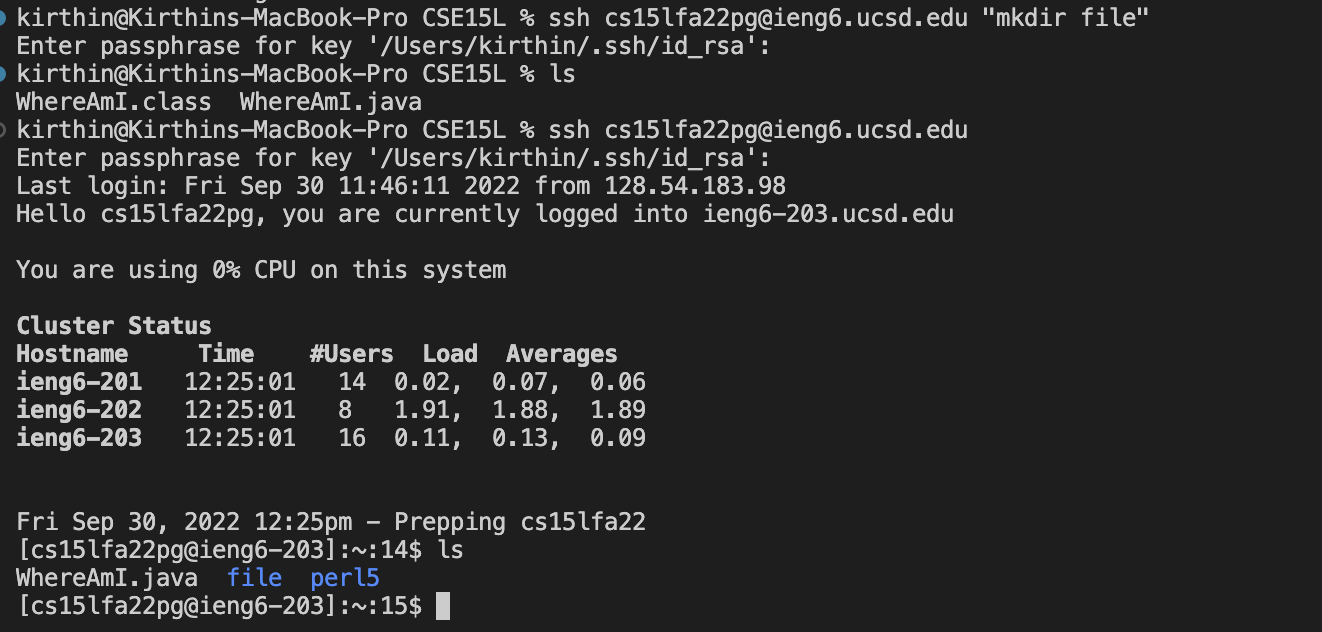 kirthin@Kirthins-MacBook-Pro CSE15L % ssh cs15lfa22pg@ieng6.ucsd.edu "mkdir file"
Enter passphrase for key '/Users/kirthin/.ssh/id_rsa':
kirthin@Kirthins-MacBook-Pro CSE15L % ls
WhereAmI.class  WhereAmI.java
kirthin@Kirthins-MacBook-Pro CSE15L % ssh cs15lfa22pg@ieng6.ucsd.edu
Enter passphrase for key '/Users/kirthin/.ssh/id_rsa':
Last login: Fri Sep 30 11:46:11 2022 from 128.54.183.98
Hello cs15lfa22pg, you are currently logged into ieng6-203.ucsd.edu
You are using 0% CPU on this system
Cluster Status
Hostname     Time    #Users  Load  Averages
ieng6-201   12:25:01   14  0.02,  0.07,  0.06
ieng6-202   12:25:01   8   1.91,  1.88,  1.89
ieng6-203   12:25:01   16  0.11,  0.13,  0.09
Fri Sep 30, 2022 12:25pm - Prepping cs15lfa22
[cs15lfa22pg@ieng6-203]:~:14$ ls
WhereAmI.java  file  perl5
[cs15lfa22pg@ieng6-203]:~:15$